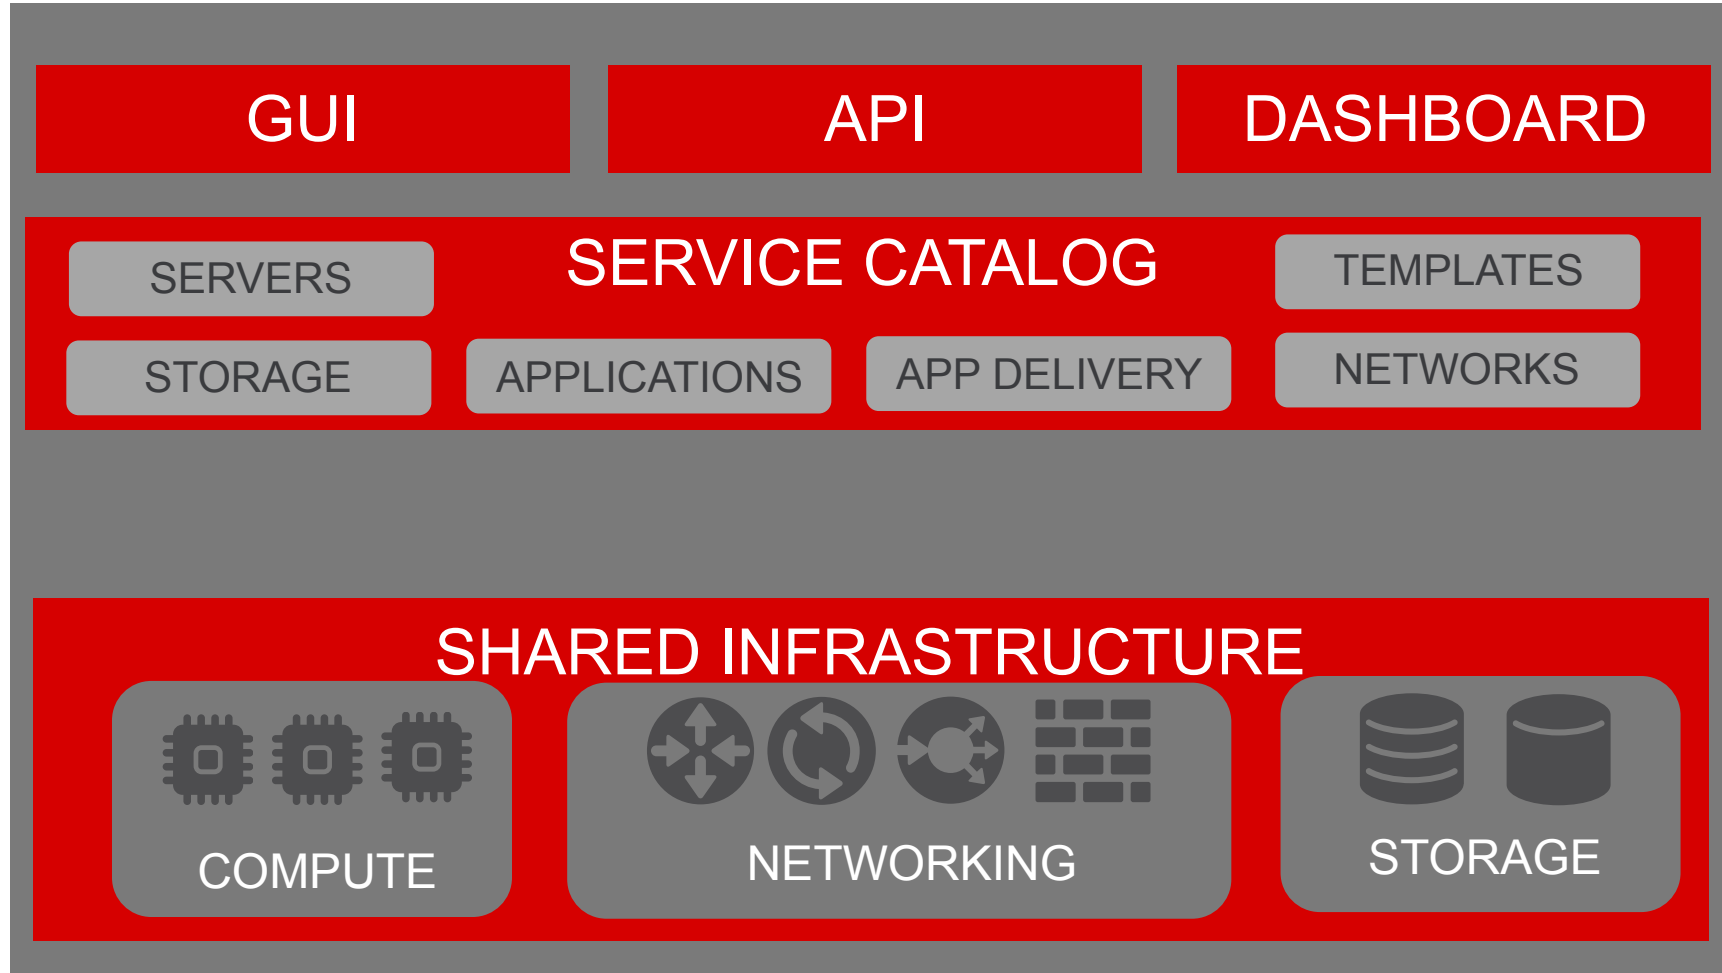 GUI
API
DASHBOARD
SERVICE CATALOG
SERVERS
TEMPLATES
STORAGE
APPLICATIONS
APP DELIVERY
NETWORKS
SHARED INFRASTRUCTURE
COMPUTE
NETWORKING
STORAGE